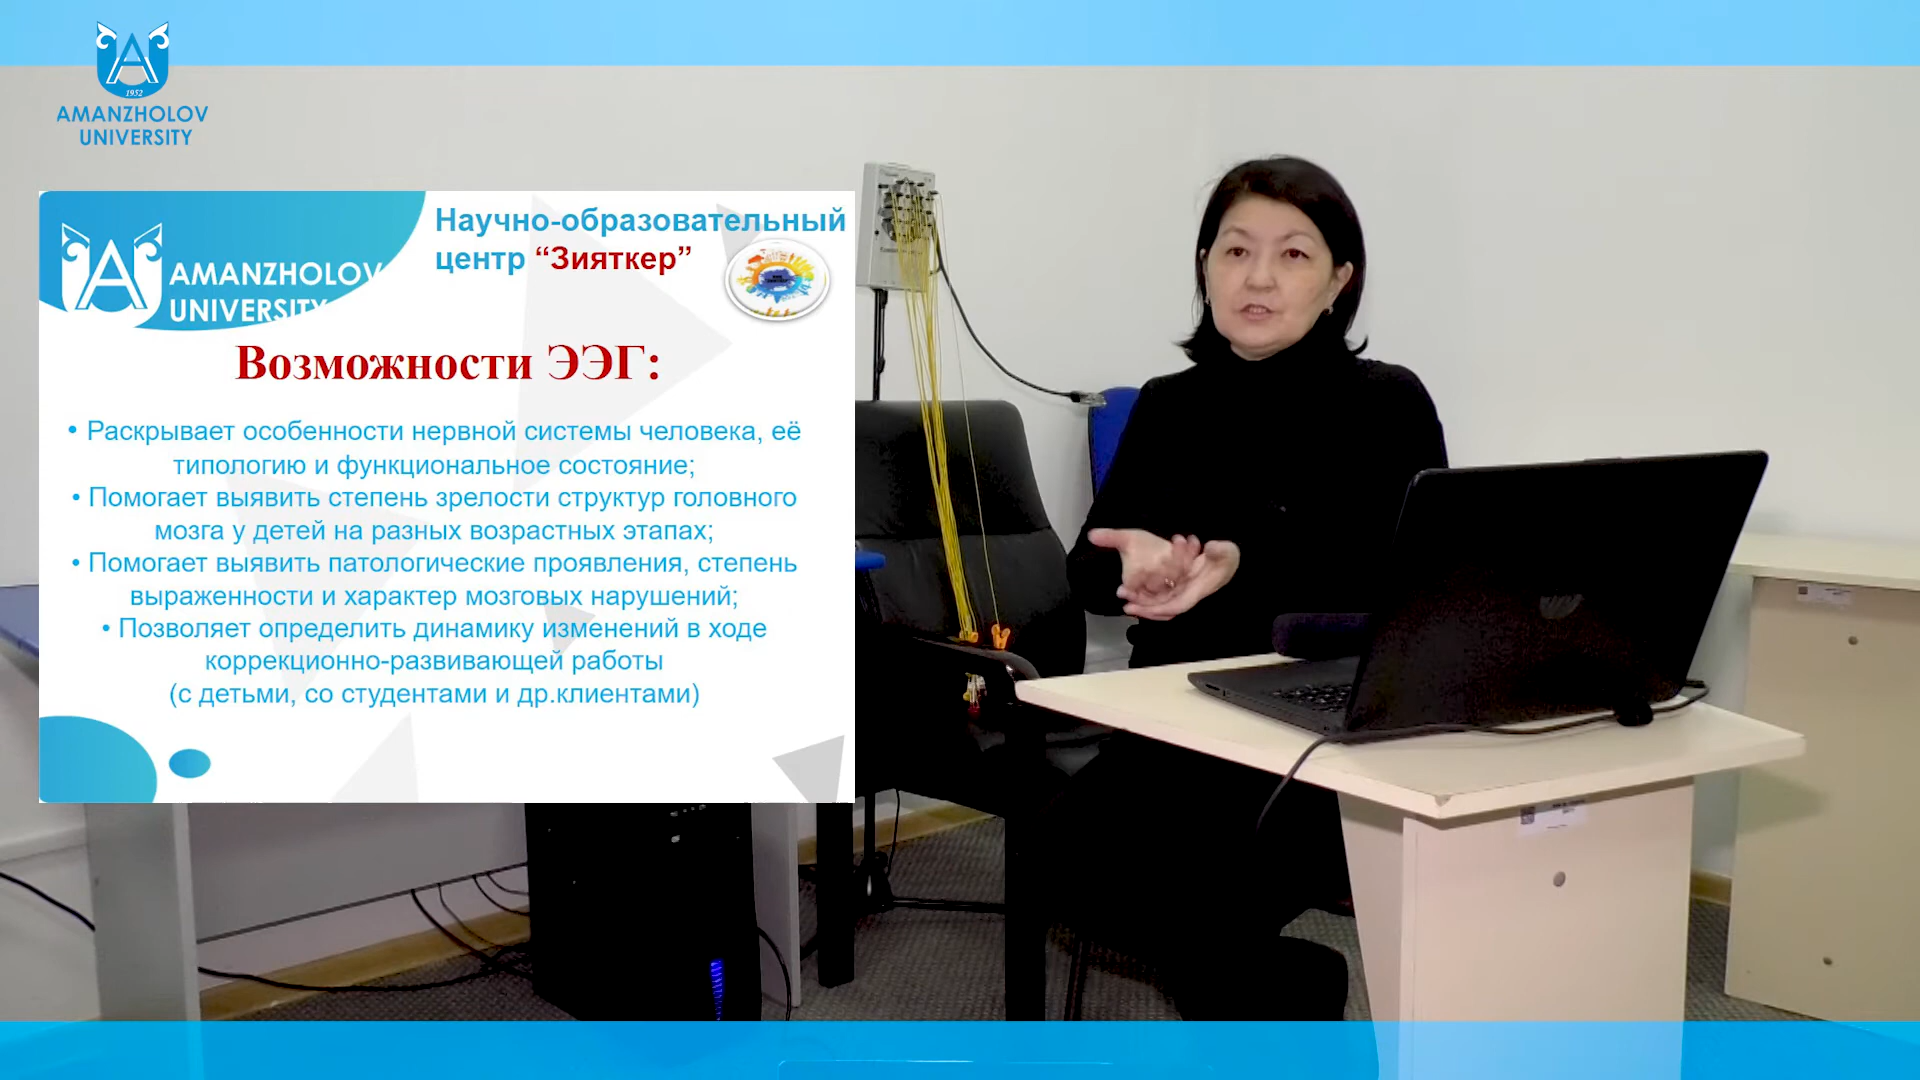 1952
AMANZHOLOV
UNIVERSITY
AMANZHOLOV
UNIVERSITY
Научно-образовательный
центр “Зияткер”
Возможности ЭЭГ:
• Раскрывает особенности нервной системы человека, её
типологию и функциональное состояние;
• Помогает выявить степень зрелости структур головного
мозга у детей на разных возрастных этапах;
• Помогает выявить патологические проявления, степень
выраженности и характер мозговых нарушений;
• Позволяет определить динамику изменений в ходе
коррекционно-развивающей работы
(с детьми, со студентами и др.клиентами)